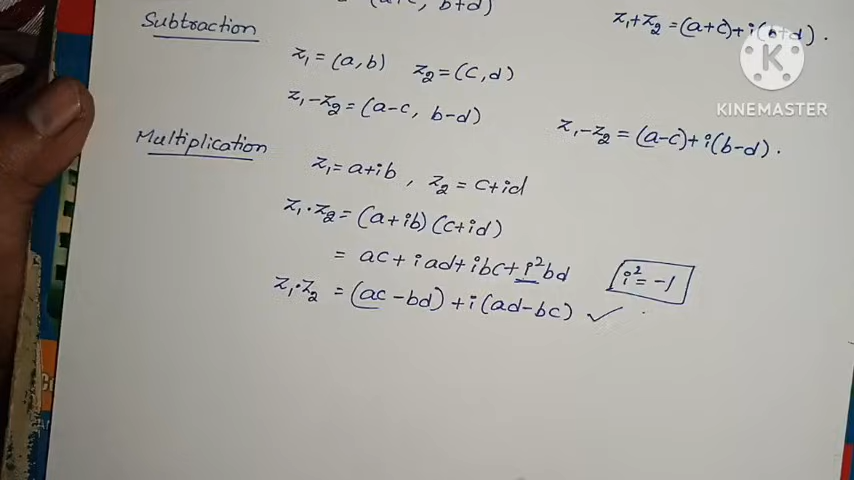 (a+c, b+d)
z₁+z₂ = (a+c)+i(b+d).
Subtraction
z₁ = (a,b) z₂ = (c,d)
z₁-z₂ = (a-c, b-d)
z₁-z₂ = (a-c)+i(b-d).
Multiplication
z₁ = a+ib , z₂ = c+id
z₁·z₂ = (a+ib)(c+id)
= ac + iad + ibc + i²bd
i² = -1
z₁·z₂ = (ac-bd) + i(ad-bc) ✓
K
KINEMASTER